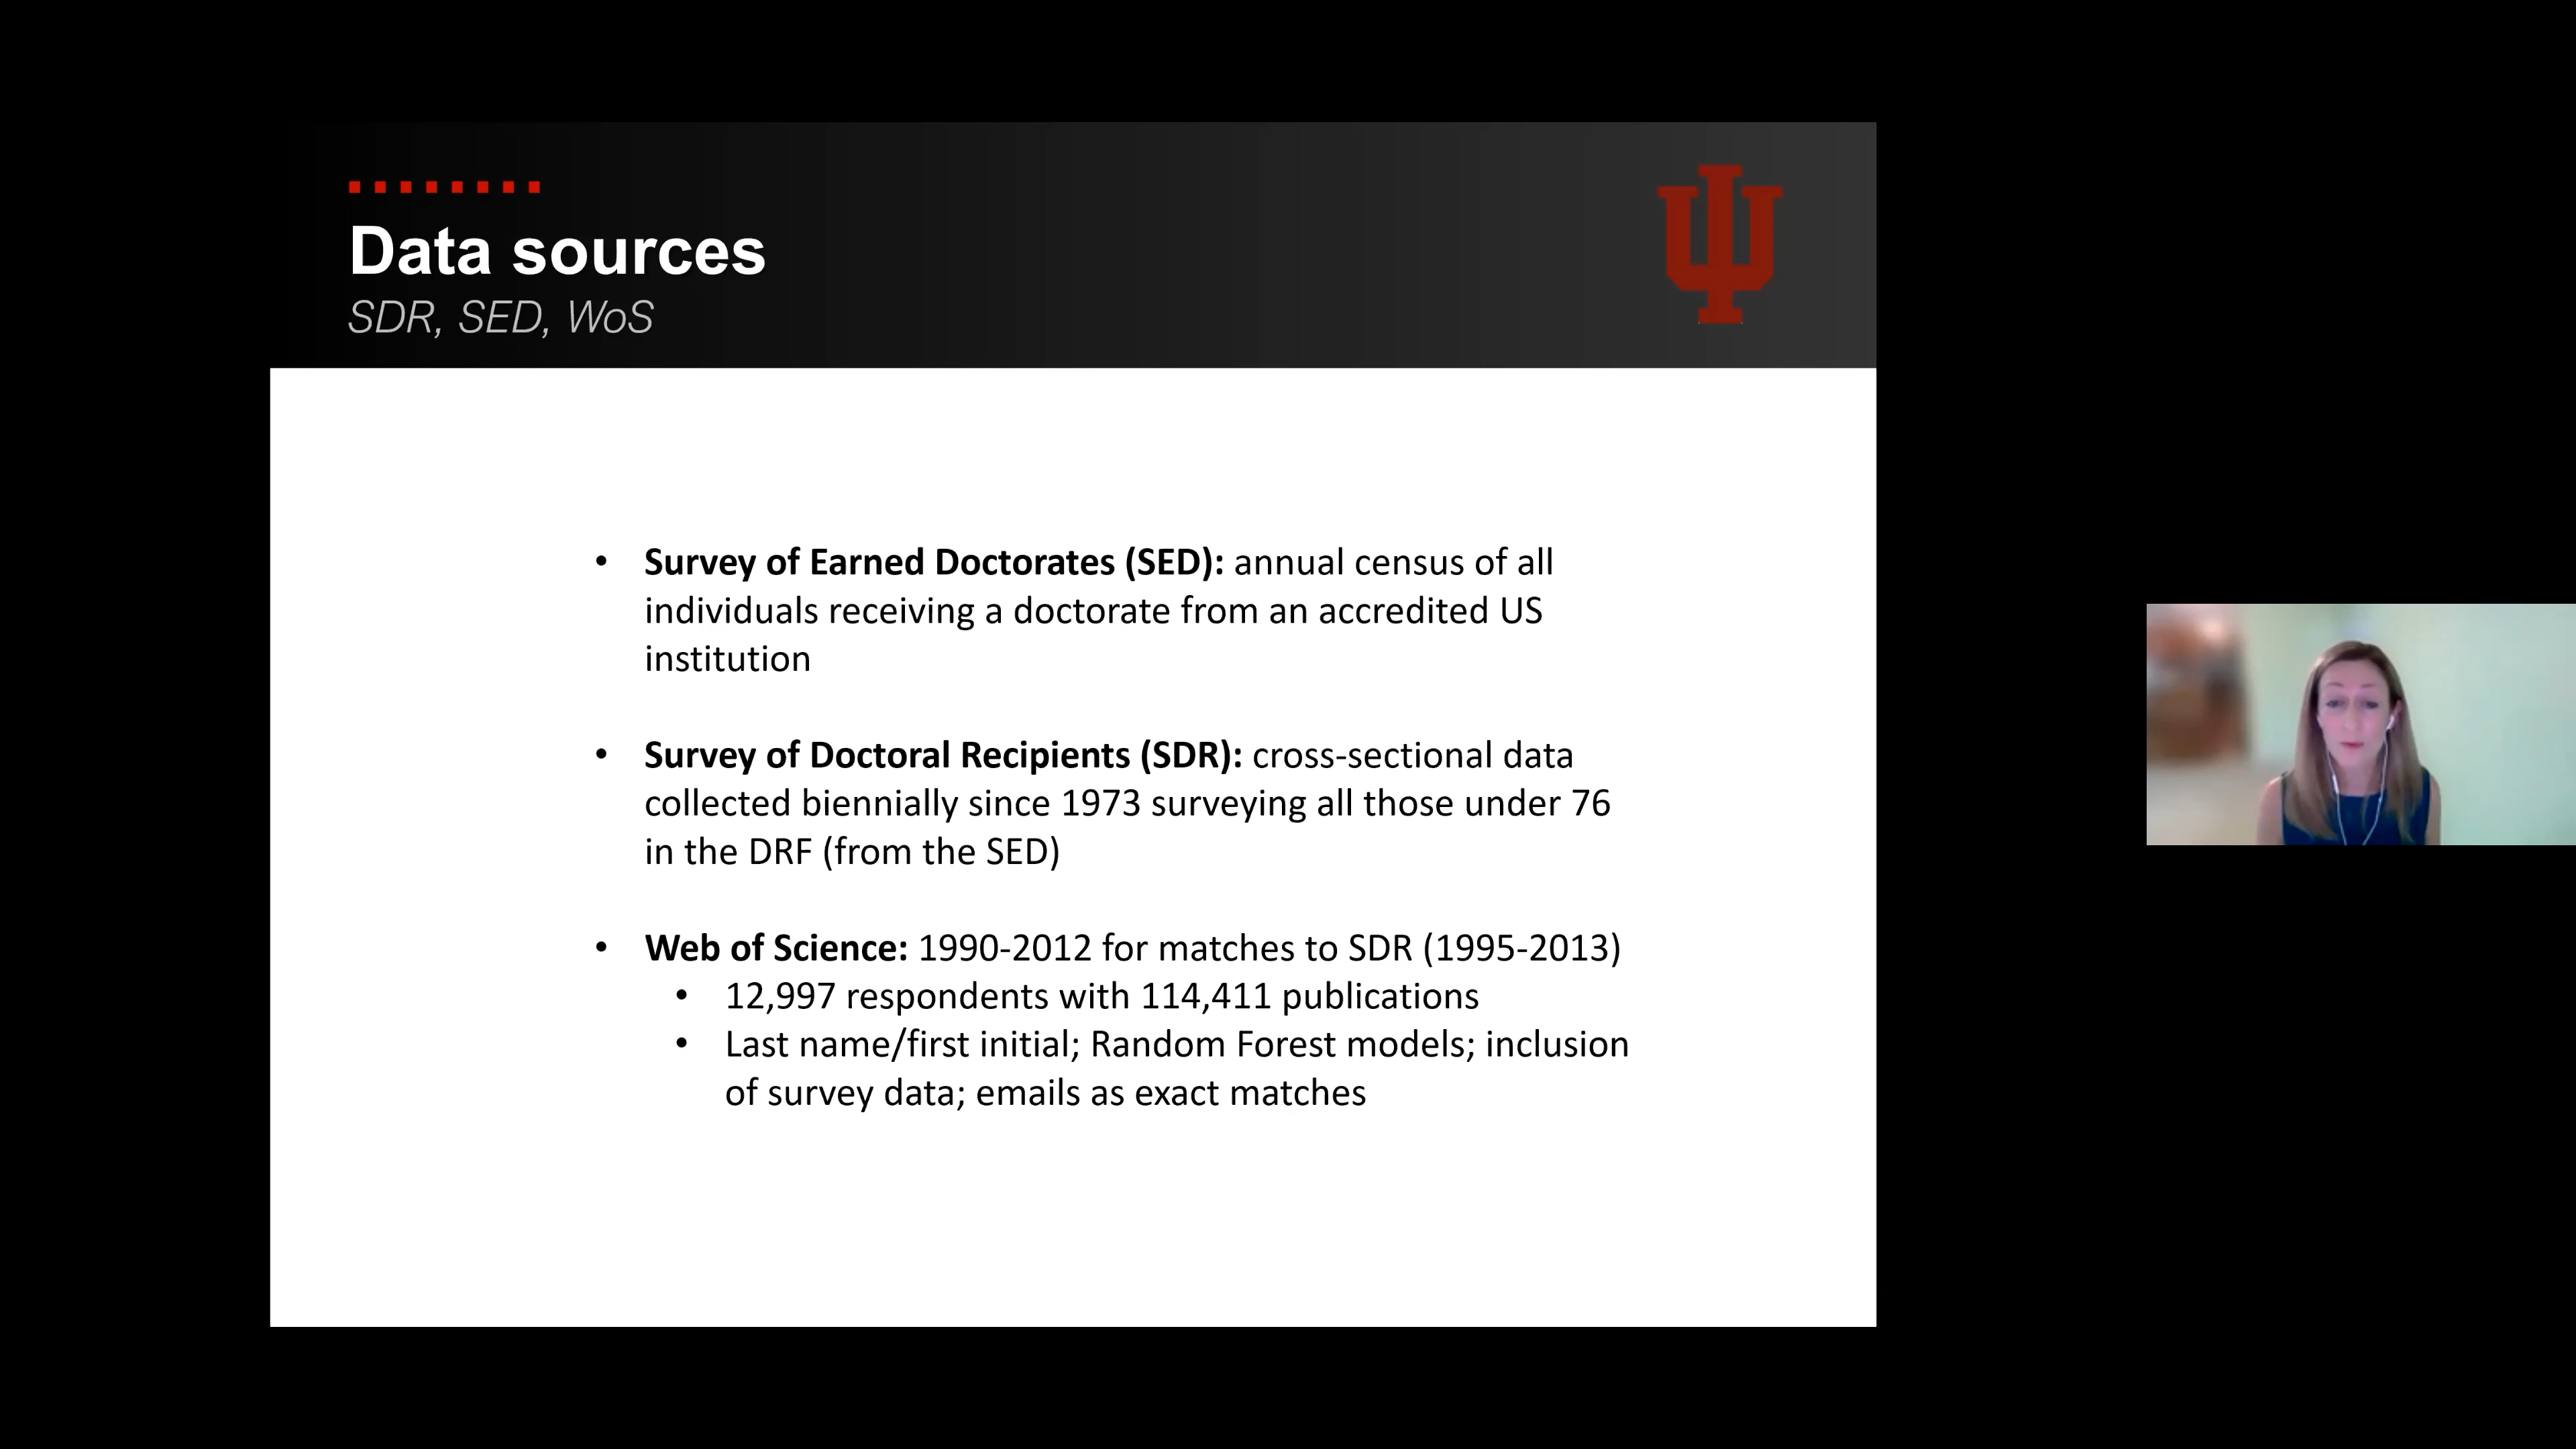 Data sources
SDR, SED, WoS
• Survey of Earned Doctorates (SED): annual census of all
individuals receiving a doctorate from an accredited US
institution
• Survey of Doctoral Recipients (SDR): cross-sectional data
collected biennially since 1973 surveying all those under 76
in the DRF (from the SED)
• Web of Science: 1990-2012 for matches to SDR (1995-2013)
• 12,997 respondents with 114,411 publications
• Last name/first initial; Random Forest models; inclusion
of survey data; emails as exact matches